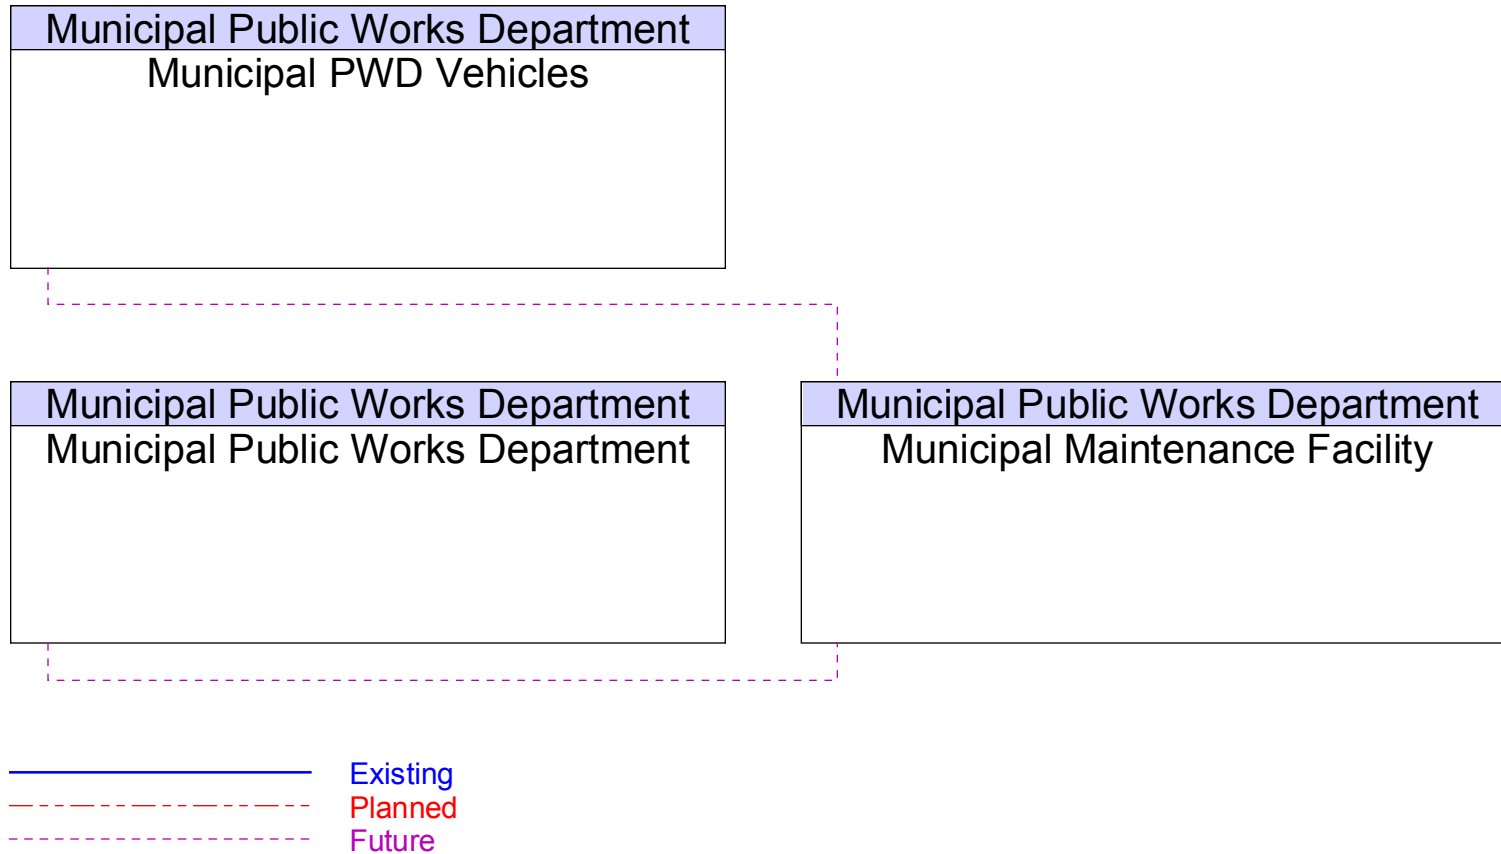 Municipal Public Works Department
Municipal PWD Vehicles
Municipal Public Works Department
Municipal Public Works Department
Municipal Public Works Department
Municipal Maintenance Facility
Existing
Planned
Future